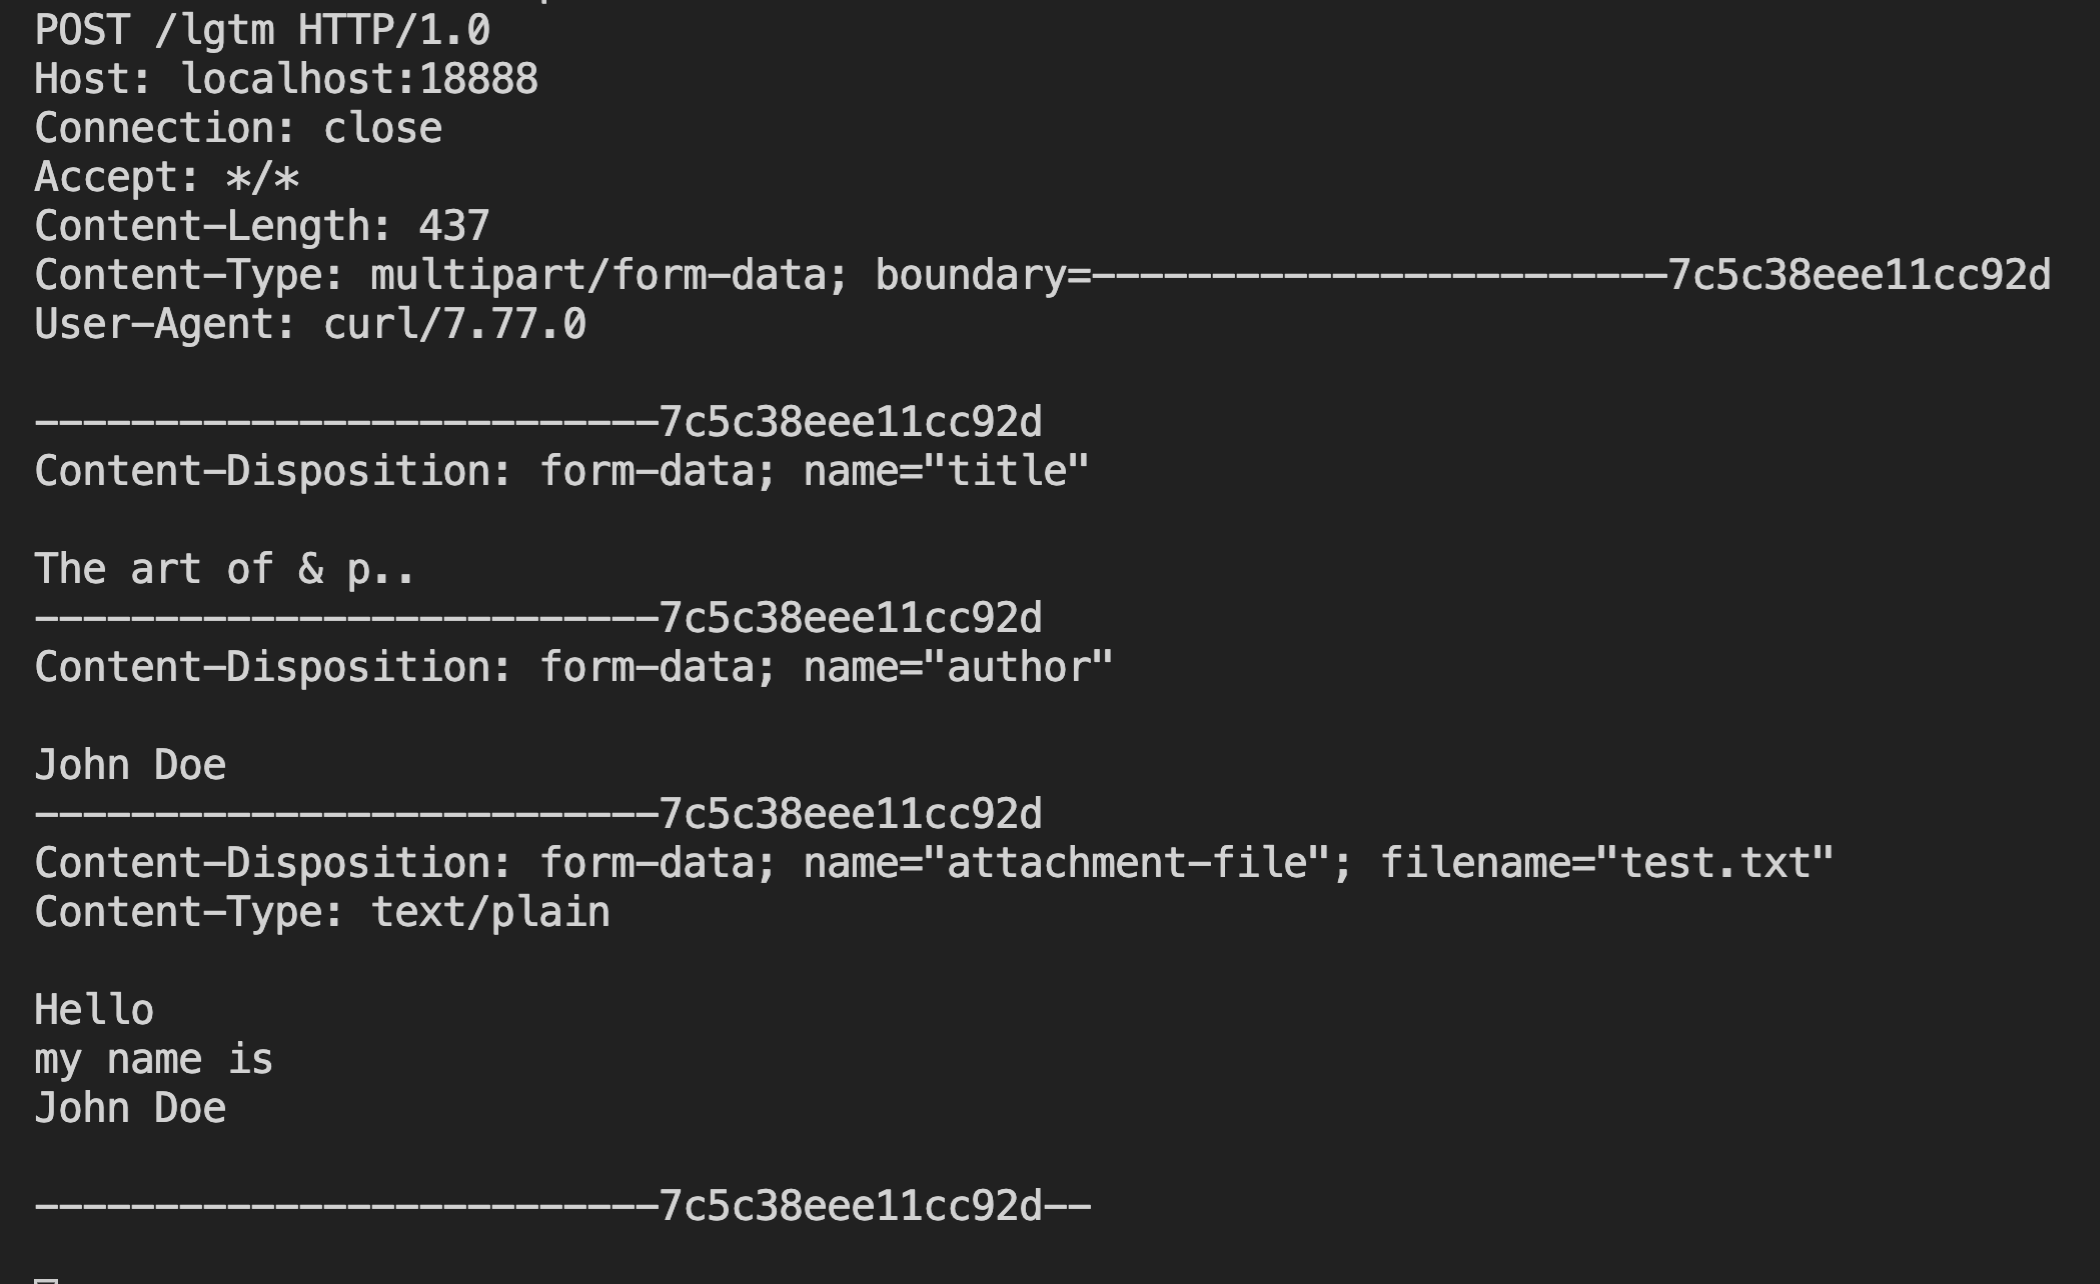 POST /lgtm HTTP/1.0
Host: localhost:18888
Connection: close
Accept: */*
Content-Length: 437
Content-Type: multipart/form-data; boundary=------------------------7c5c38eee11cc92d
User-Agent: curl/7.77.0

--------------------------7c5c38eee11cc92d
Content-Disposition: form-data; name="title"

The art of & p..
--------------------------7c5c38eee11cc92d
Content-Disposition: form-data; name="author"

John Doe
--------------------------7c5c38eee11cc92d
Content-Disposition: form-data; name="attachment-file"; filename="test.txt"
Content-Type: text/plain

Hello
my name is
John Doe

--------------------------7c5c38eee11cc92d--